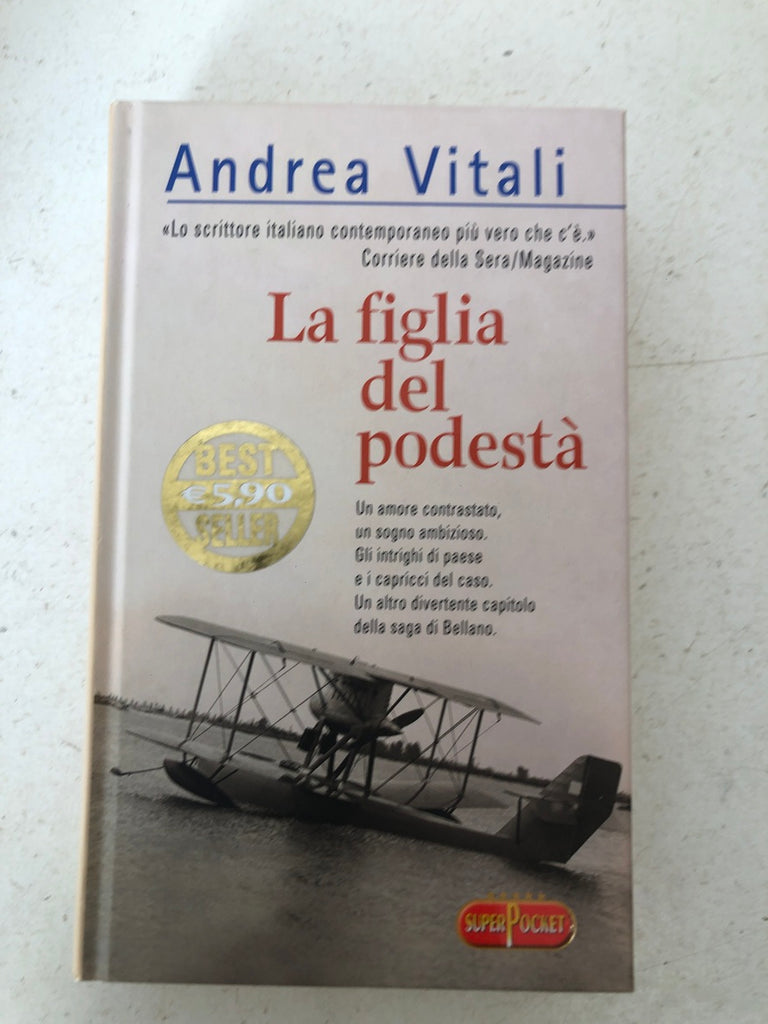 Andrea Vitali
«Lo scrittore italiano contemporaneo più vero che c'è.»
Corriere della Sera/Magazine
La figlia
del
podestà
BEST
€5,90
SELLER
Un amore contrastato,
un sogno ambizioso.
Gli intrighi di paese
e i capricci del caso.
Un altro divertente capitolo
della saga di Bellano.
SUPERPOCKET